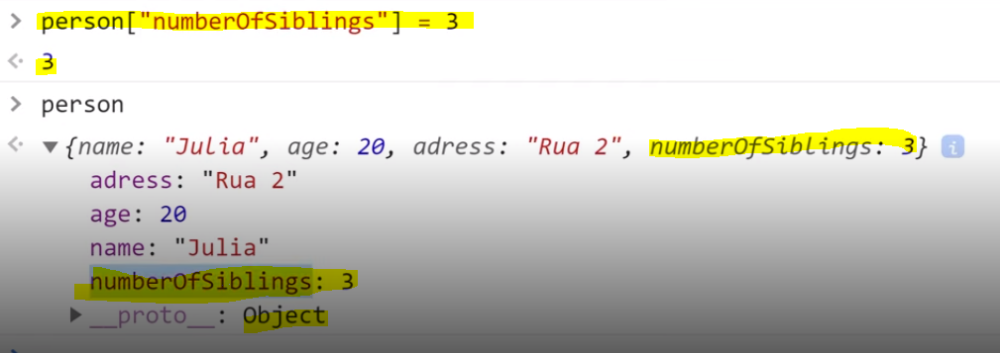 > person["numberOfSiblings"] = 3
<· 3
> person
<· ▼{name: "Julia", age: 20, adress: "Rua 2", numberOfSiblings: 3} i
adress: "Rua 2"
age: 20
name: "Julia"
numberOfSiblings: 3
▶__proto__: Object